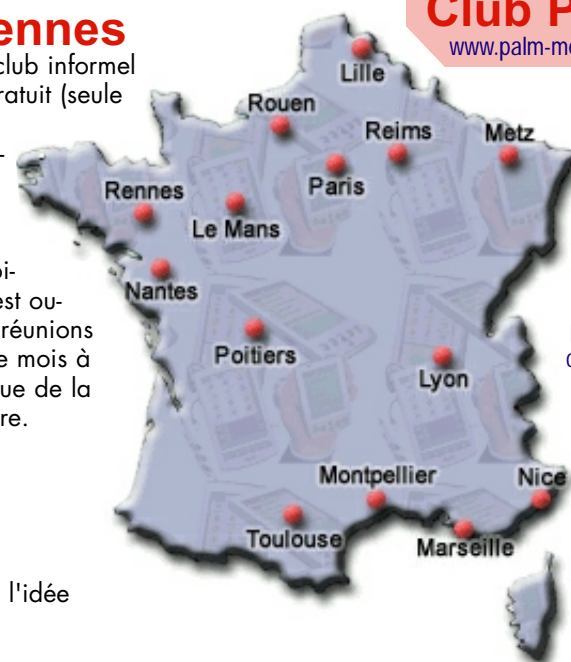 ennes
club informel
ratuit (seule
-
oi-
est ou-
réunions
e mois à
ue de la
re.
l'idée
Club P
www.palm-m
Lille
Rouen
Reims
Metz
Paris
Rennes
Le Mans
Nantes
Poitiers
Lyon
Montpellier
Nice
Toulouse
Marseille